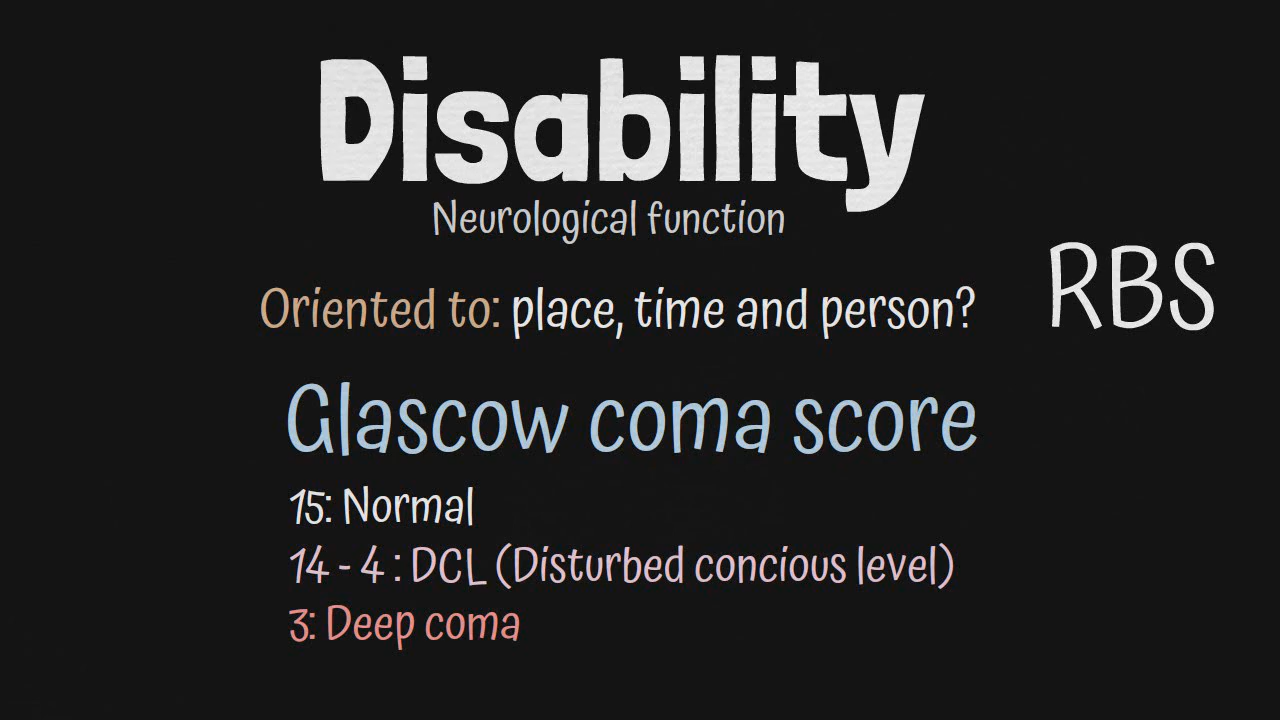 Disability
Neurological function
RBS
Oriented to: place, time and person?
Glascow coma score
15: Normal
14 - 4 : DCL (Disturbed concious level)
3: Deep coma